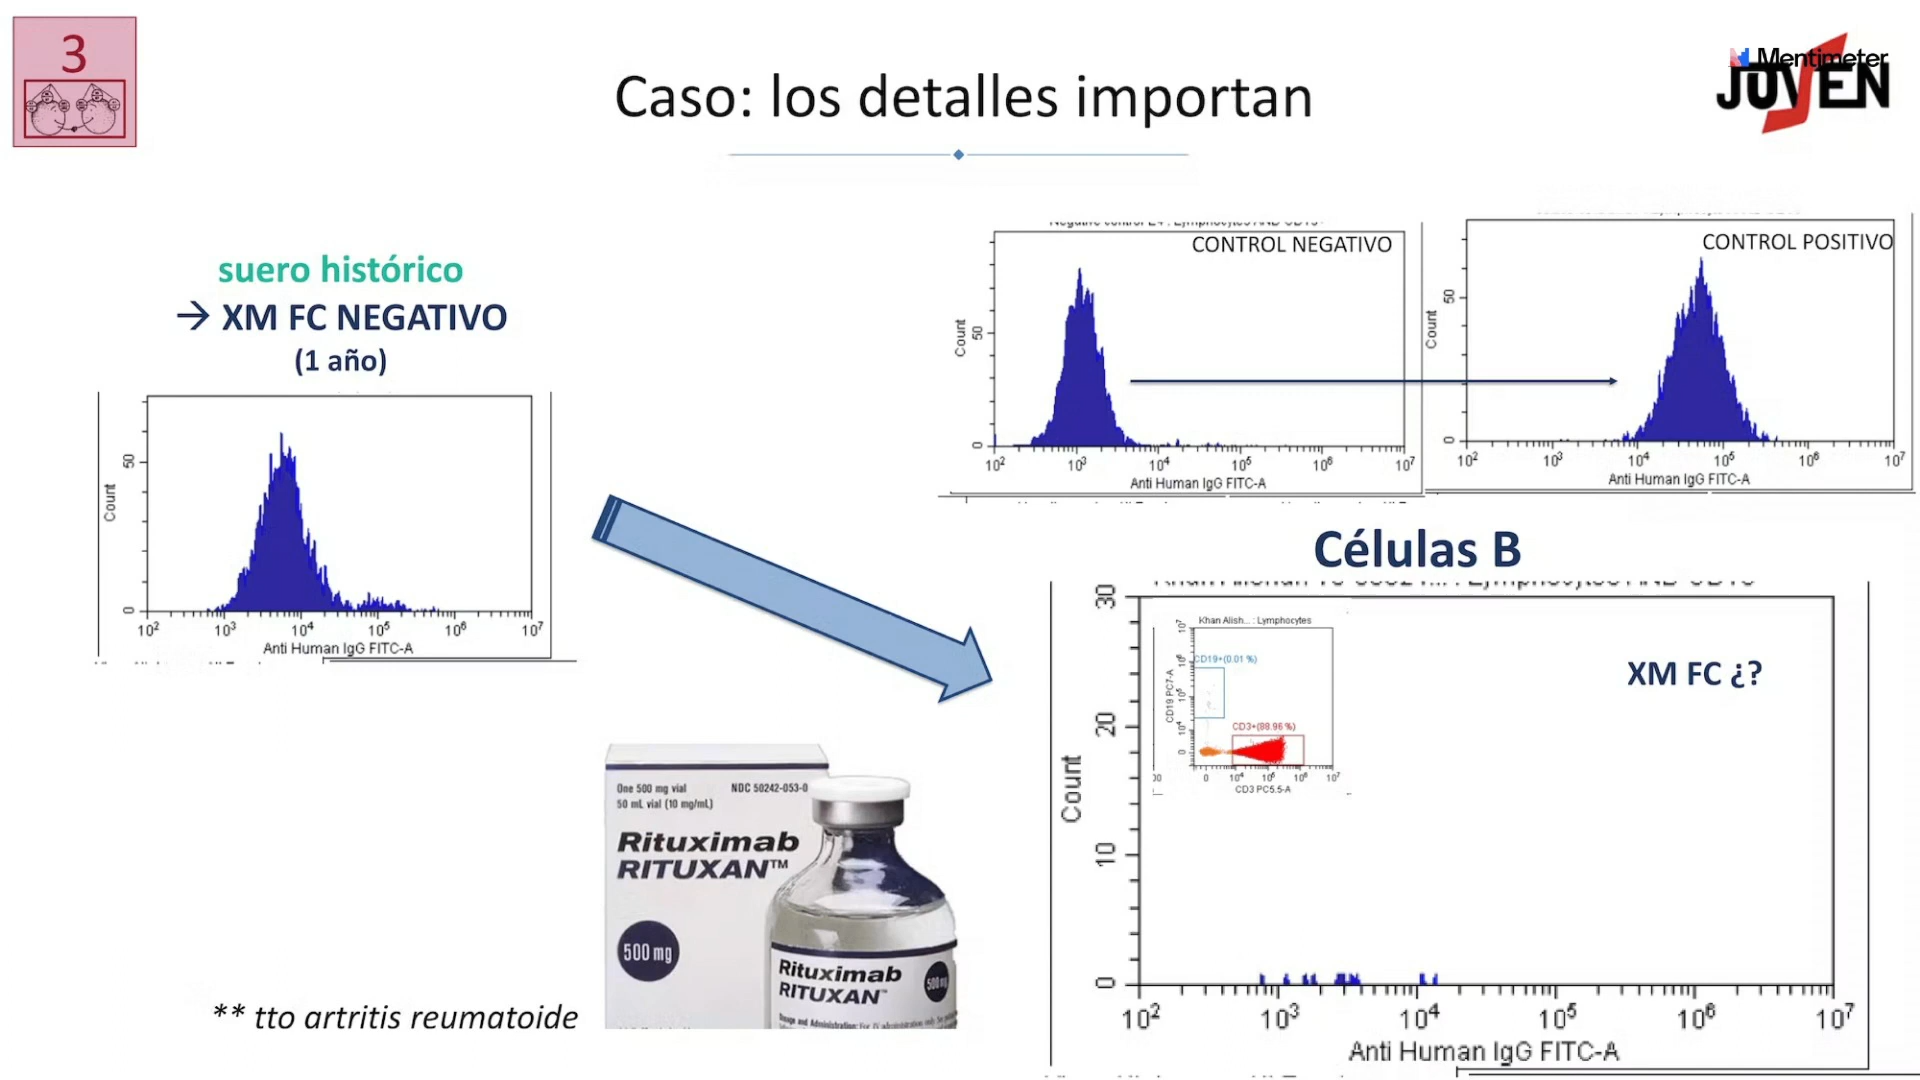 3
Caso: los detalles importan
Mentimeter
JOVEN
suero histórico
→ XM FC NEGATIVO
(1 año)
Count
50
0
10² 10³ 10⁴ 10⁵ 10⁶ 10⁷
Anti Human IgG FITC-A
CONTROL NEGATIVO
Count
50
0
10² 10³ 10⁴ 10⁵ 10⁶ 10⁷
Anti Human IgG FITC-A
CONTROL POSITIVO
Count
50
0
10² 10³ 10⁴ 10⁵ 10⁶ 10⁷
Anti Human IgG FITC-A
Células B
XM FC ¿?
Count
30
20
10
0
10² 10³ 10⁴ 10⁵ 10⁶ 10⁷
Anti Human IgG FITC-A
Khan Alish... : Lymphocytes
CD19+(0.01 %)
CD3+(88.96 %)
CD19 PC7-A
CD3 PC5.5-A
One 500 mg vial
NDC 50242-053-0
50 mL vial (10 mg/mL)
Rituximab
RITUXAN™
500 mg
Rituximab
RITUXAN™
500
** tto artritis reumatoide